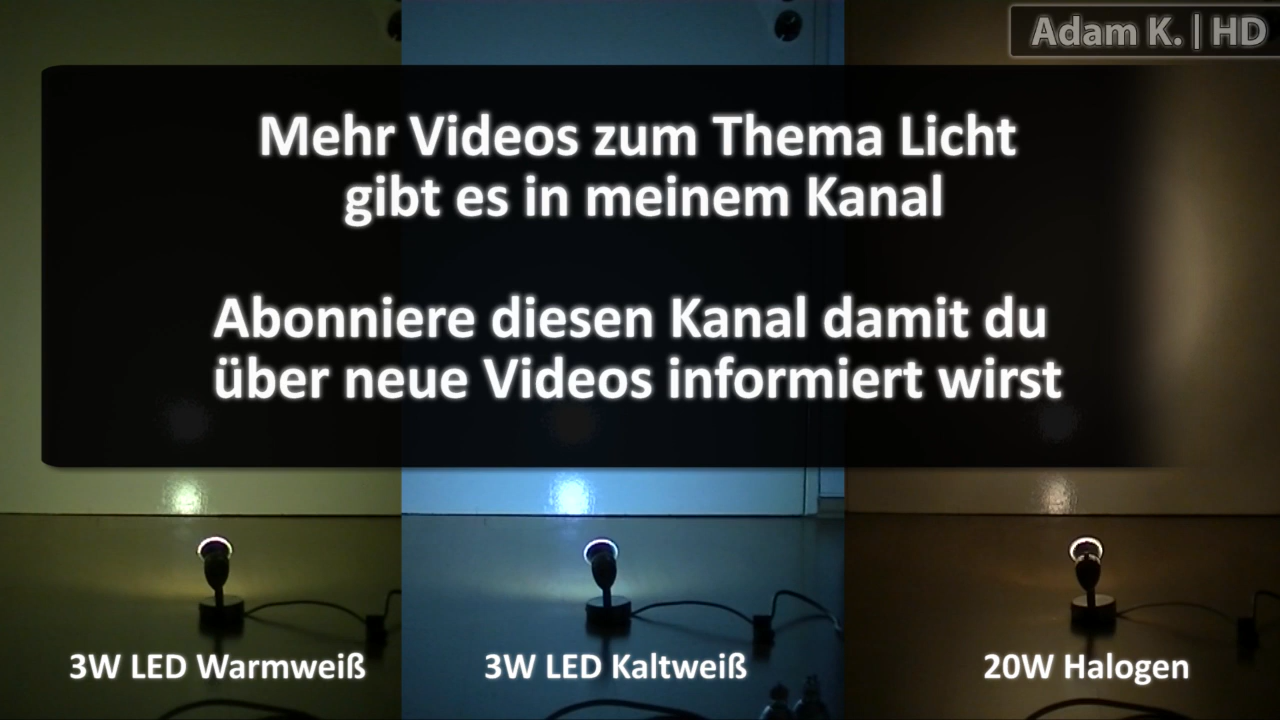 Adam K. | HD
Mehr Videos zum Thema Licht
gibt es in meinem Kanal
Abonniere diesen Kanal damit du
über neue Videos informiert wirst
3W LED Warmweiß
3W LED Kaltweiß
20W Halogen